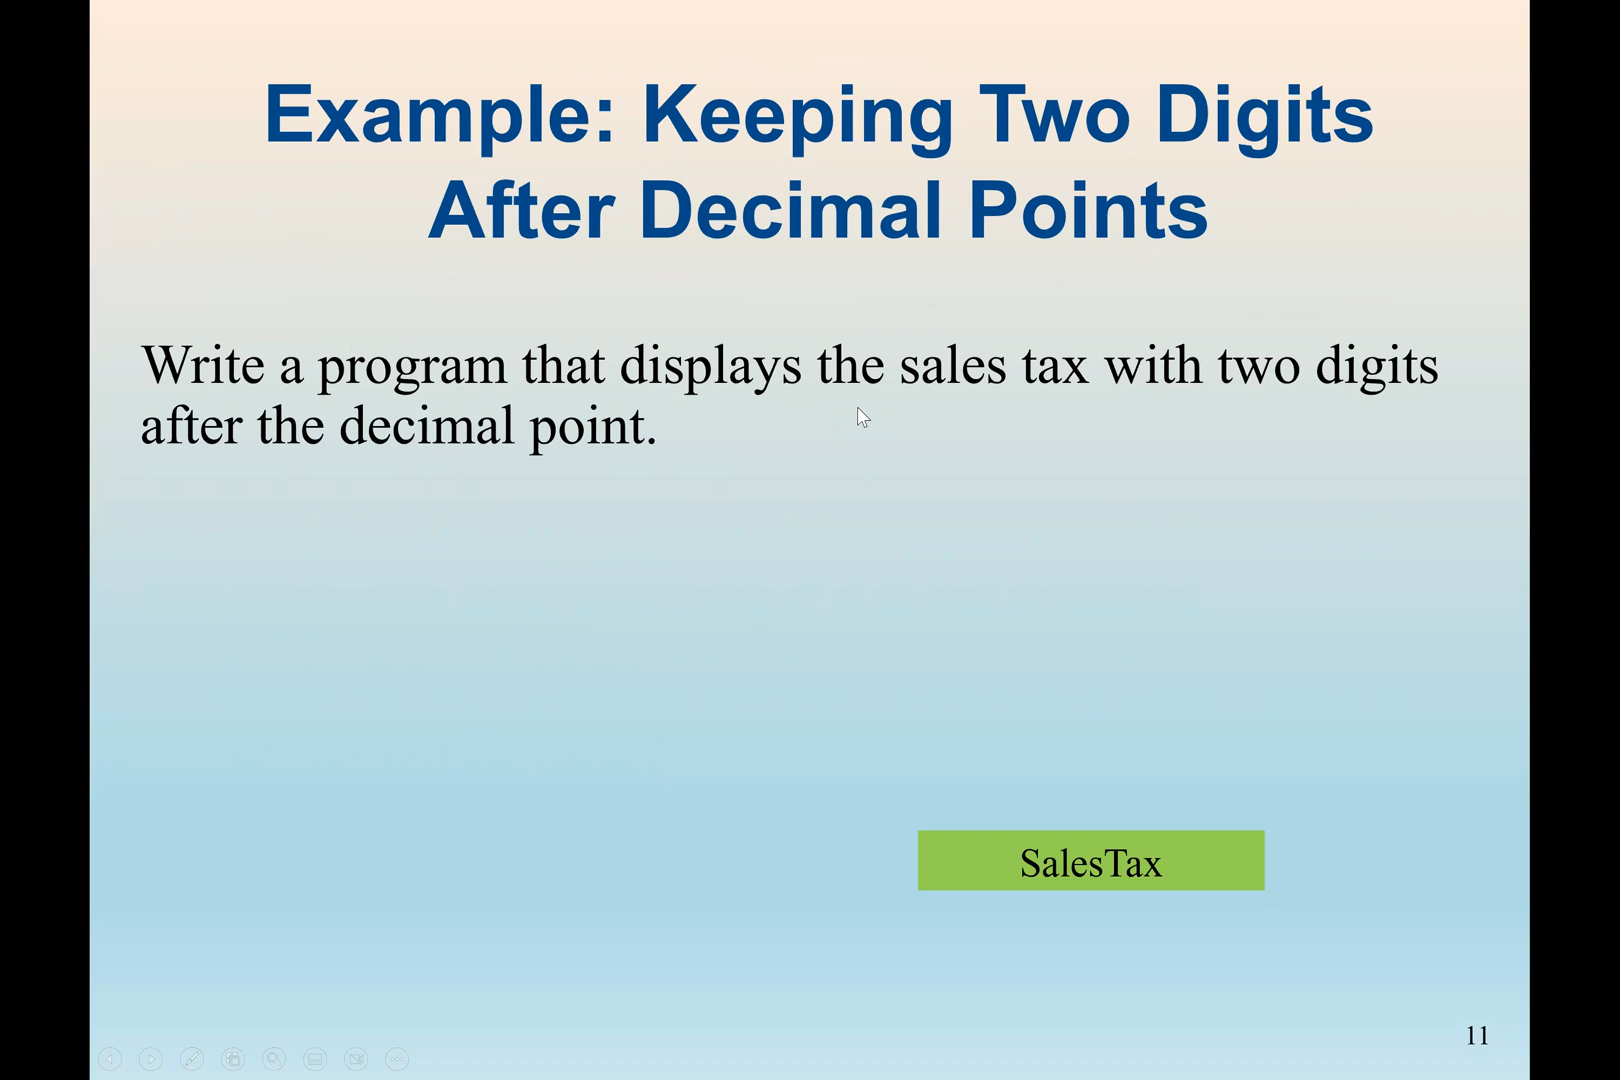 Example: Keeping Two Digits
After Decimal Points
Write a program that displays the sales tax with two digits
after the decimal point.
SalesTax
11